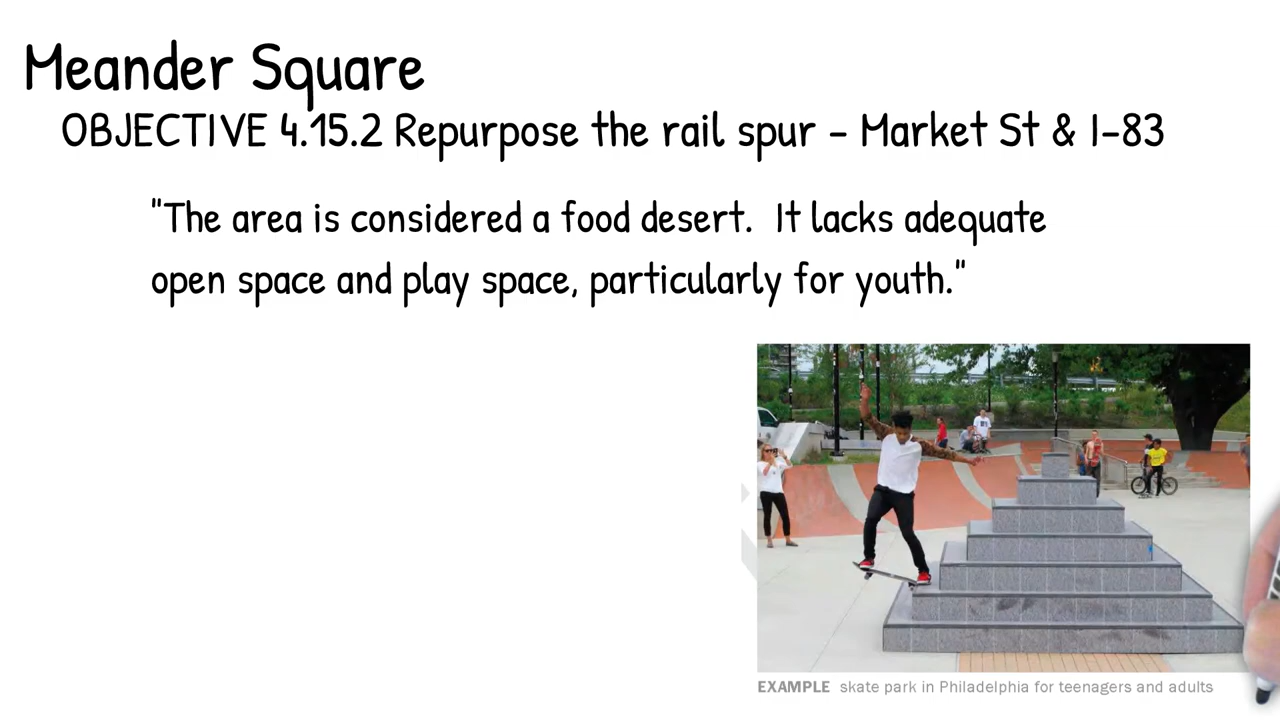 Meander Square
OBJECTIVE 4.15.2 Repurpose the rail spur - Market St & I-83
"The area is considered a food desert. It lacks adequate
open space and play space, particularly for youth."
EXAMPLE skate park in Philadelphia for teenagers and adults